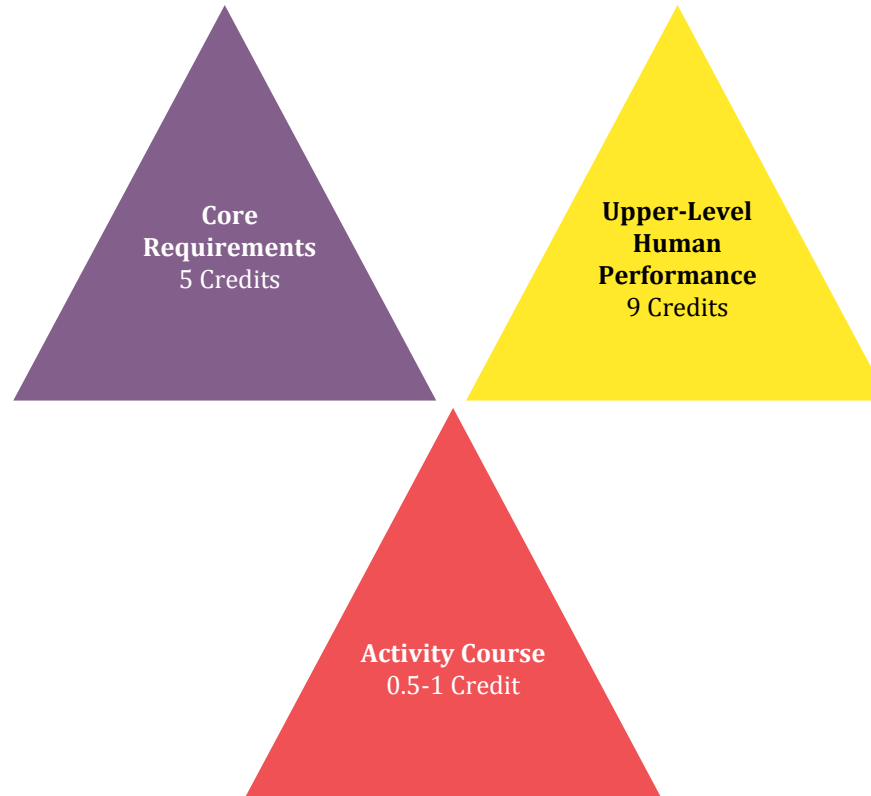 Core
Requirements
5 Credits
Upper-Level
Human
Performance
9 Credits
Activity Course
0.5-1 Credit